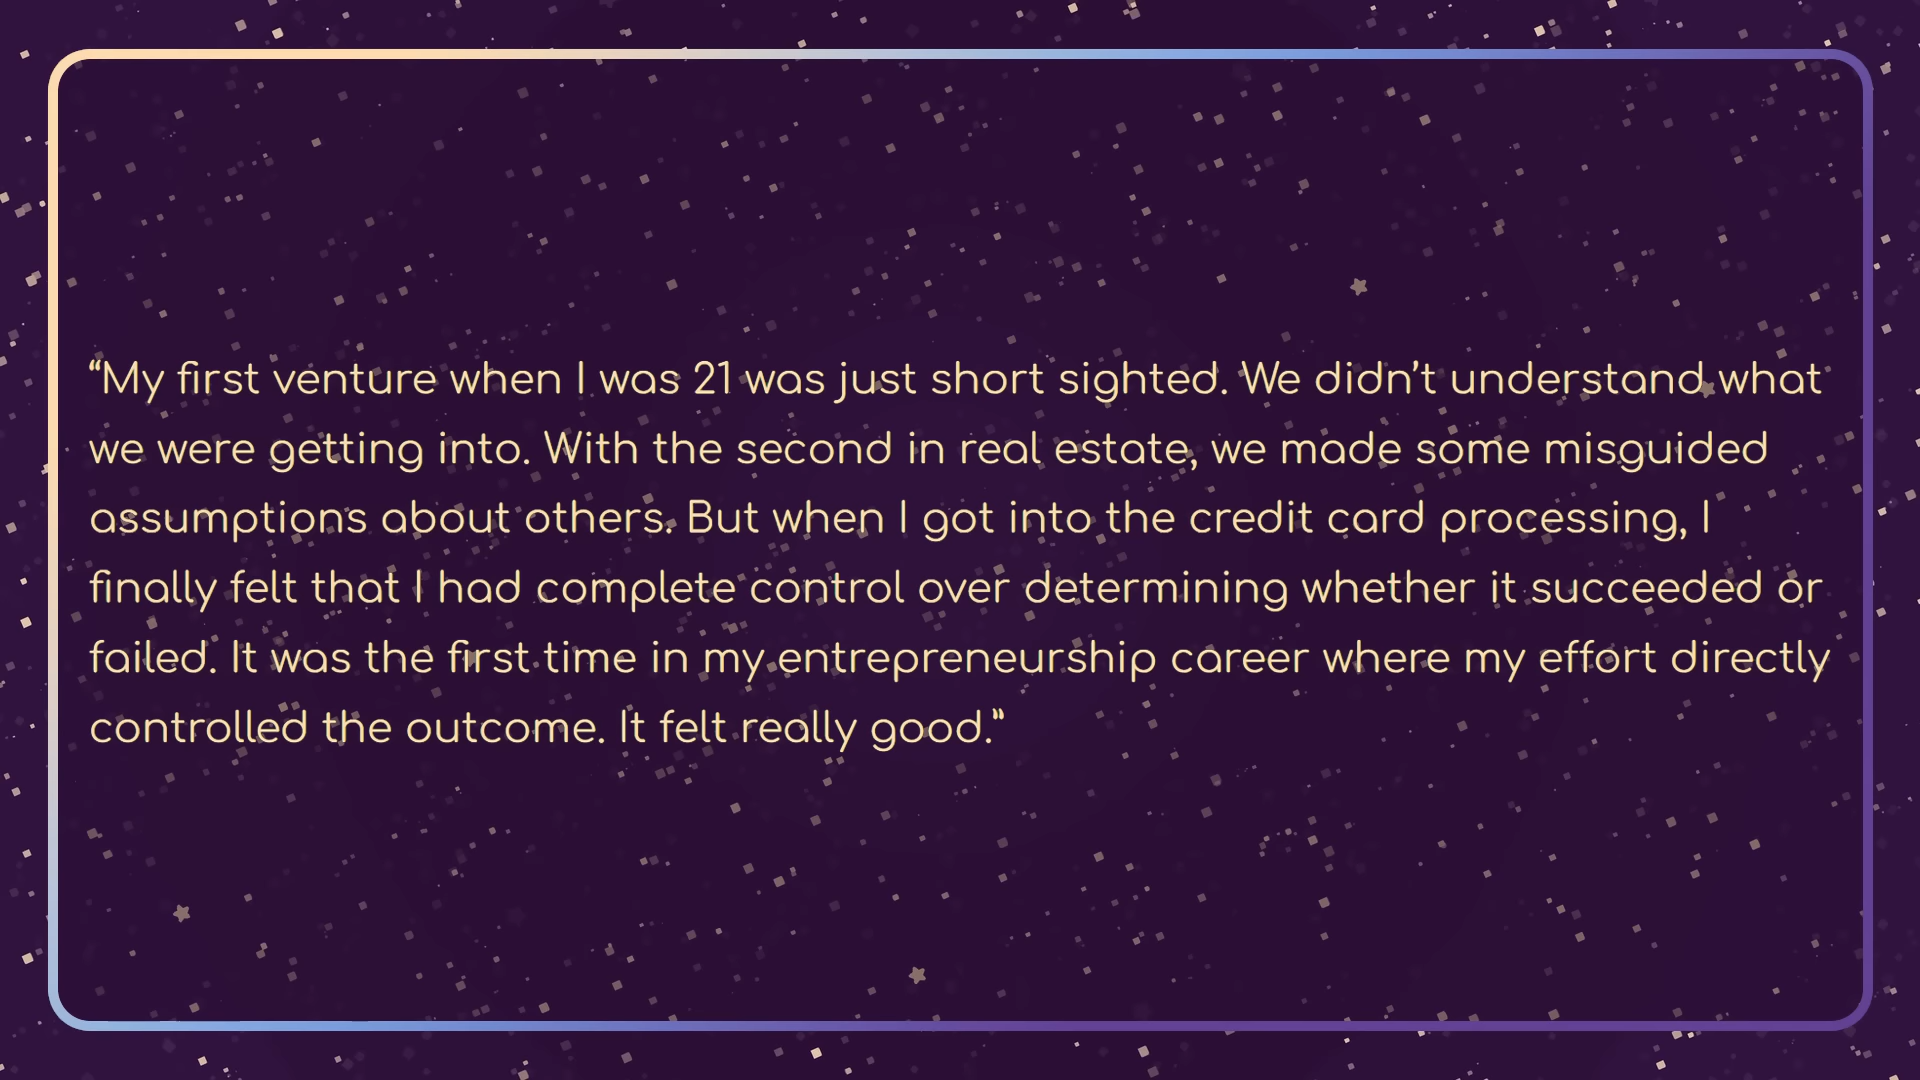 “My first venture when I was 21 was just short sighted. We didn’t understand what
we were getting into. With the second in real estate, we made some misguided
assumptions about others. But when I got into the credit card processing, I
finally felt that I had complete control over determining whether it succeeded or
failed. It was the first time in my entrepreneurship career where my effort directly
controlled the outcome. It felt really good.”